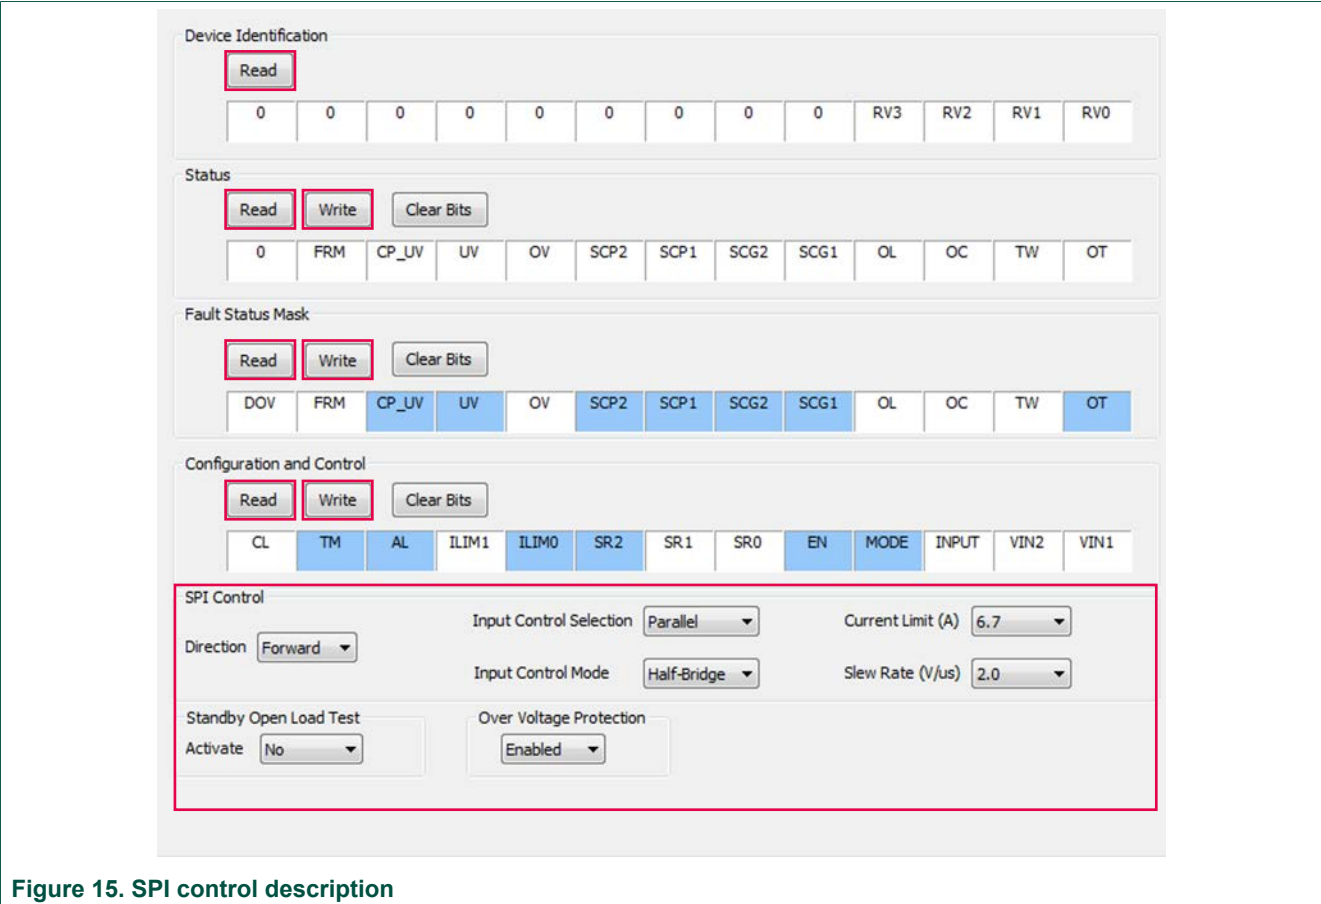 Device Identification
Read
0 0 0 0 0 0 0 0 0 RV3 RV2 RV1 RV0
Status
Read Write Clear Bits
0 FRM CP_UV UV OV SCP2 SCP1 SCG2 SCG1 OL OC TW OT
Fault Status Mask
Read Write Clear Bits
DOV FRM CP_UV UV OV SCP2 SCP1 SCG2 SCG1 OL OC TW OT
Configuration and Control
Read Write Clear Bits
CL TM AL ILIM1 ILIM0 SR2 SR1 SR0 EN MODE INPUT VIN2 VIN1
SPI Control
Input Control Selection Parallel Current Limit (A) 6.7
Direction Forward
Input Control Mode Half-Bridge Slew Rate (V/us) 2.0
Standby Open Load Test Over Voltage Protection
Activate No Enabled
Figure 15. SPI control description